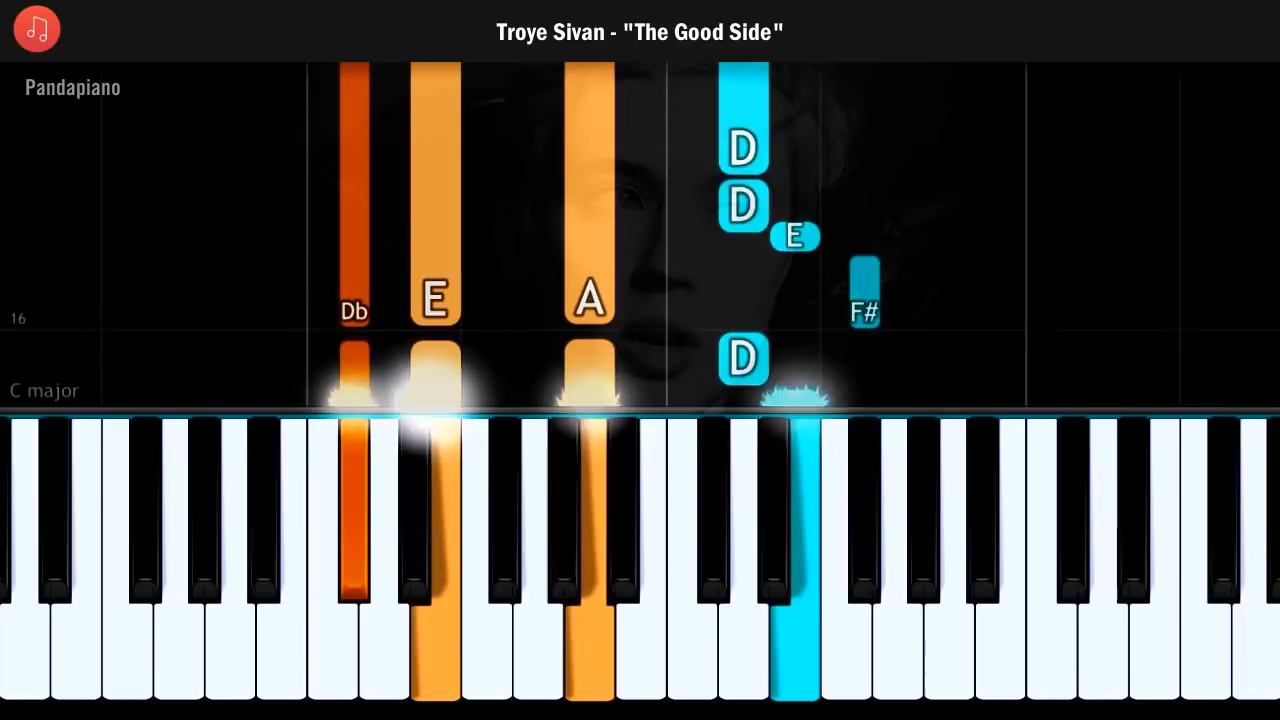 Troye Sivan - "The Good Side"
Pandapiano
D
D
E
Db
E
A
F#
16
D
C major